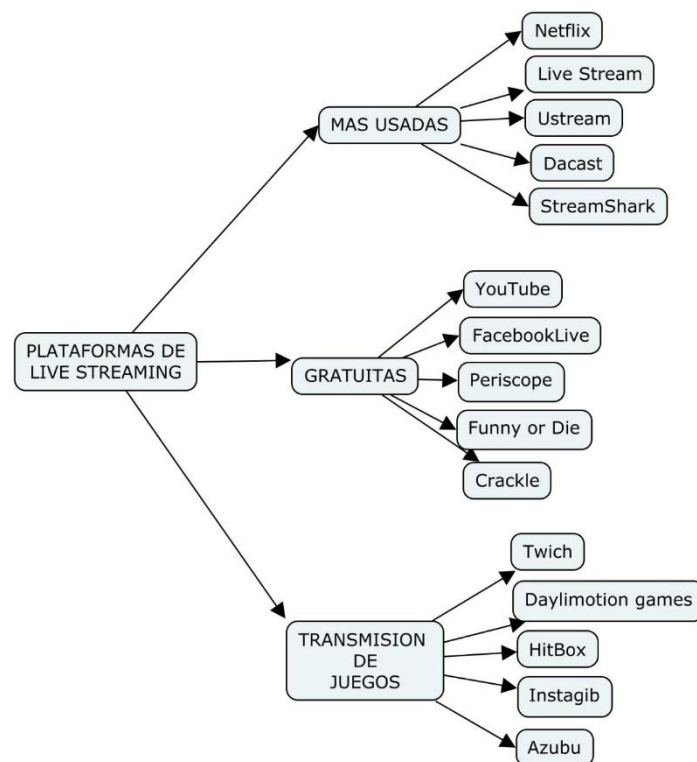 PLATAFORMAS DE
LIVE STREAMING
MAS USADAS
Netflix
Live Stream
Ustream
Dacast
StreamShark
GRATUITAS
YouTube
FacebookLive
Periscope
Funny or Die
Crackle
TRANSMISION
DE
JUEGOS
Twich
Daylimotion games
HitBox
Instagib
Azubu